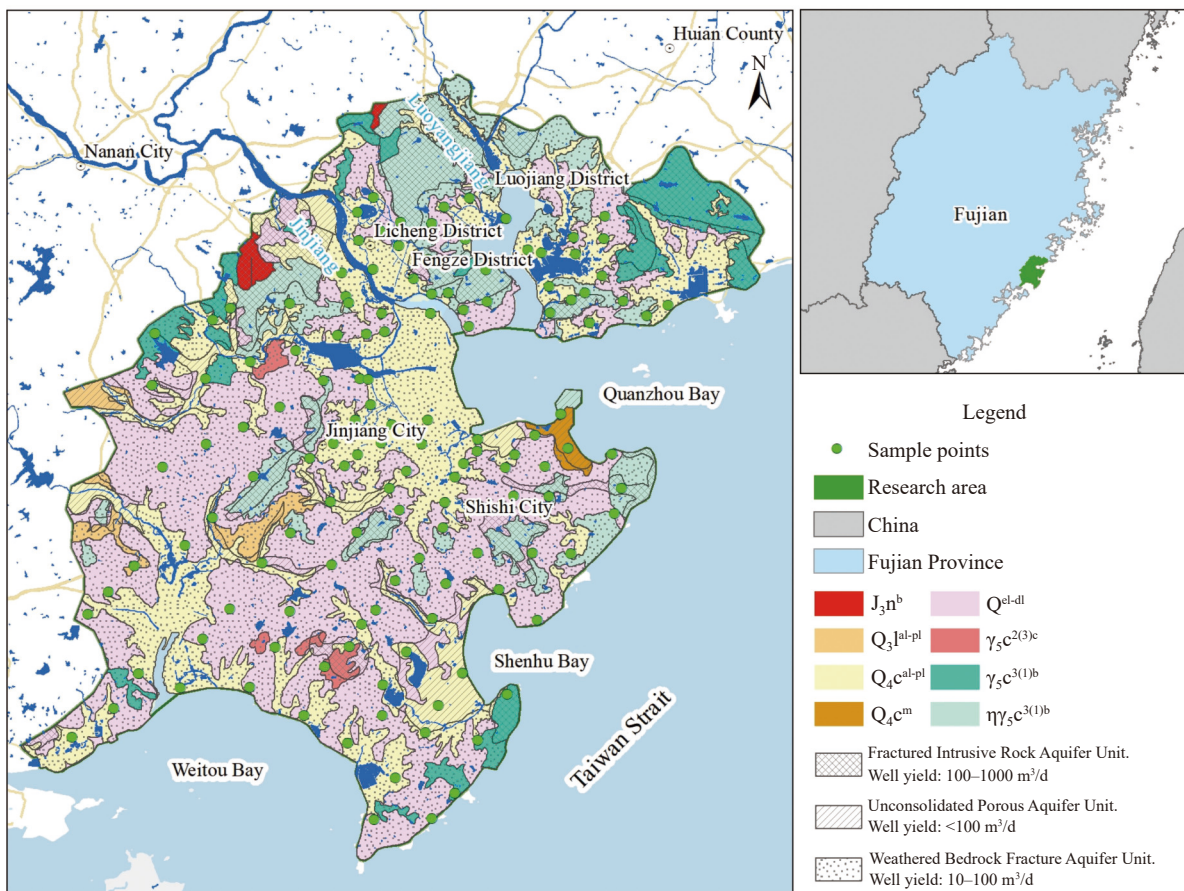 Huian County
N
Nanan City
Luoyangjiang
Luojiang District
Licheng District
Jinjiang
Fengze District
Quanzhou Bay
Jinjiang City
Shishi City
Shenhu Bay
Taiwan Strait
Weitou Bay
Fujian
Legend
Sample points
Research area
China
Fujian Province
J₃nᵇ Qᵉˡ⁻ᵈˡ
Q₃lᵃˡ⁻ᵖˡ γ₅c²⁽³⁾ᶜ
Q₄cᵃˡ⁻ᵖˡ γ₅c³⁽¹⁾ᵇ
Q₄cᵐ ηγ₅c³⁽¹⁾ᵇ
Fractured Intrusive Rock Aquifer Unit.
Well yield: 100–1000 m³/d
Unconsolidated Porous Aquifer Unit.
Well yield: <100 m³/d
Weathered Bedrock Fracture Aquifer Unit.
Well yield: 10–100 m³/d